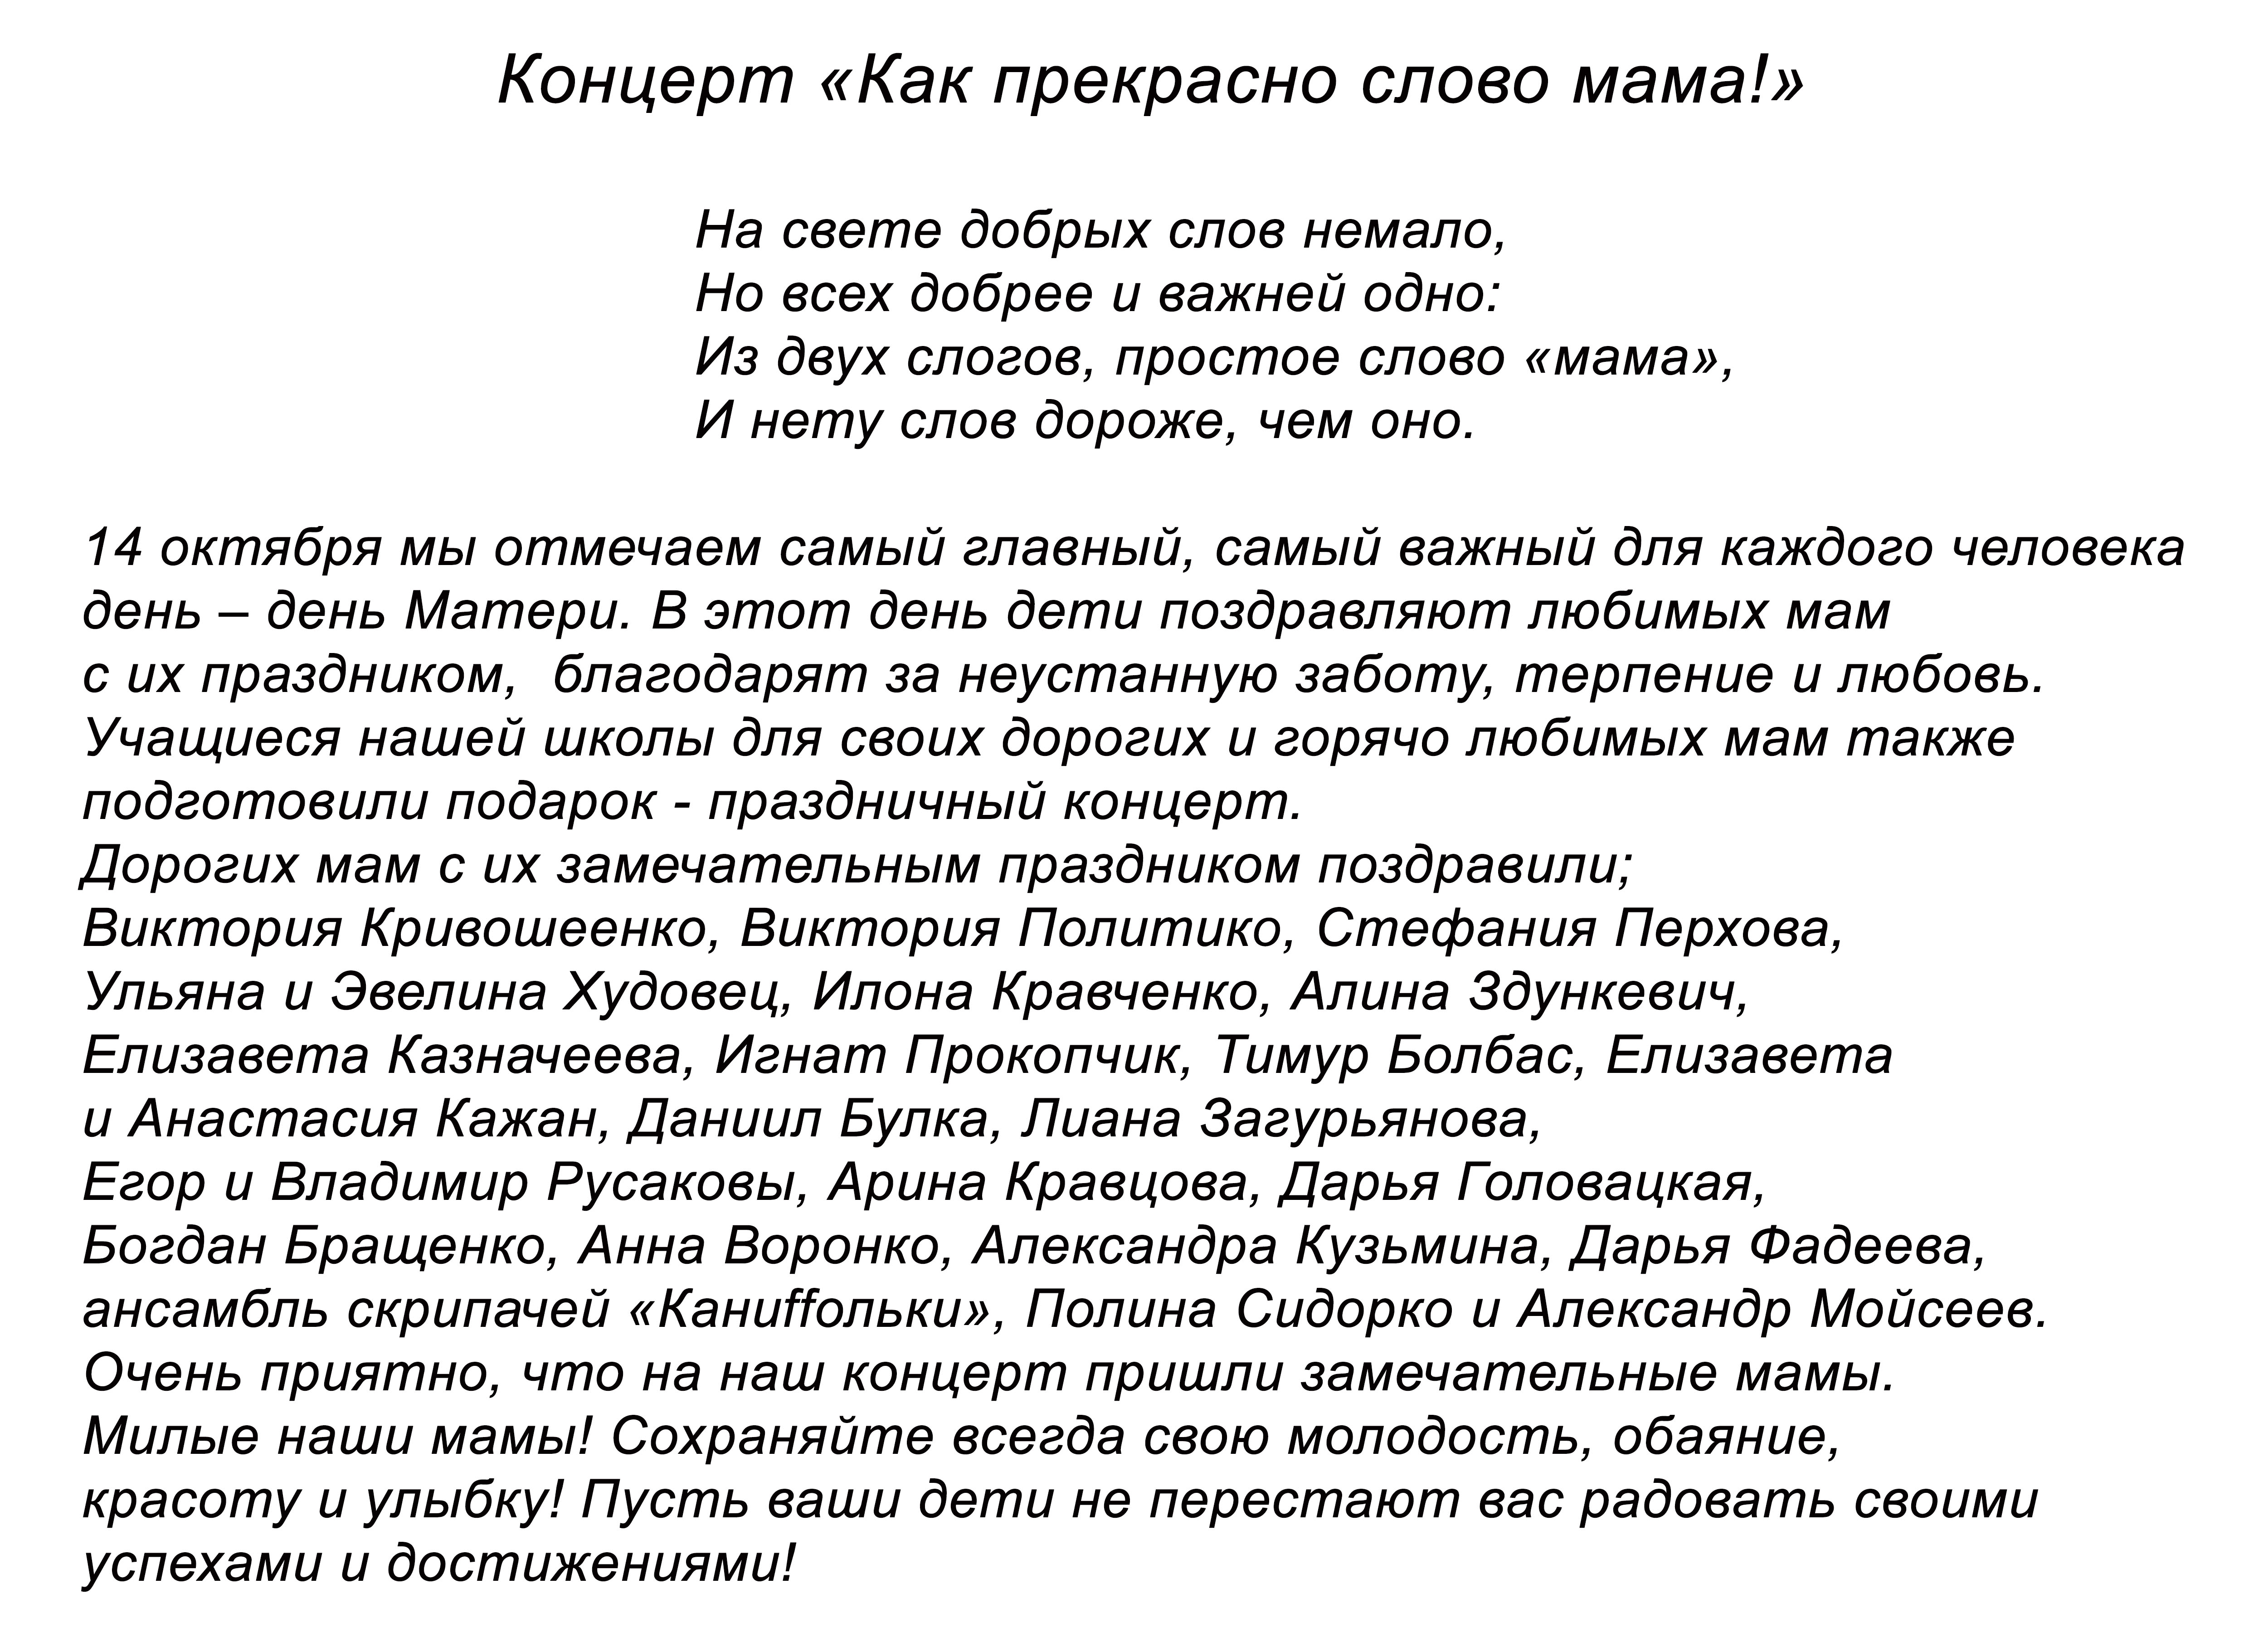 Концерт «Как прекрасно слово мама!»
На свете добрых слов немало,
Но всех добрее и важней одно:
Из двух слогов, простое слово «мама»,
И нету слов дороже, чем оно.
14 октября мы отмечаем самый главный, самый важный для каждого человека
день – день Матери. В этот день дети поздравляют любимых мам
с их праздником,  благодарят за неустанную заботу, терпение и любовь.
Учащиеся нашей школы для своих дорогих и горячо любимых мам также
подготовили подарок - праздничный концерт.
Дорогих мам с их замечательным праздником поздравили;
Виктория Кривошеенко, Виктория Политико, Стефания Перхова,
Ульяна и Эвелина Худовец, Илона Кравченко, Алина Здункевич,
Елизавета Казначеева, Игнат Прокопчик, Тимур Болбас, Елизавета
и Анастасия Кажан, Даниил Булка, Лиана Загурьянова,
Егор и Владимир Русаковы, Арина Кравцова, Дарья Головацкая,
Богдан Бращенко, Анна Воронко, Александра Кузьмина, Дарья Фадеева,
ансамбль скрипачей «Каниffольки», Полина Сидорко и Александр Мойсеев.
Очень приятно, что на наш концерт пришли замечательные мамы.
Милые наши мамы! Сохраняйте всегда свою молодость, обаяние,
красоту и улыбку! Пусть ваши дети не перестают вас радовать своими
успехами и достижениями!